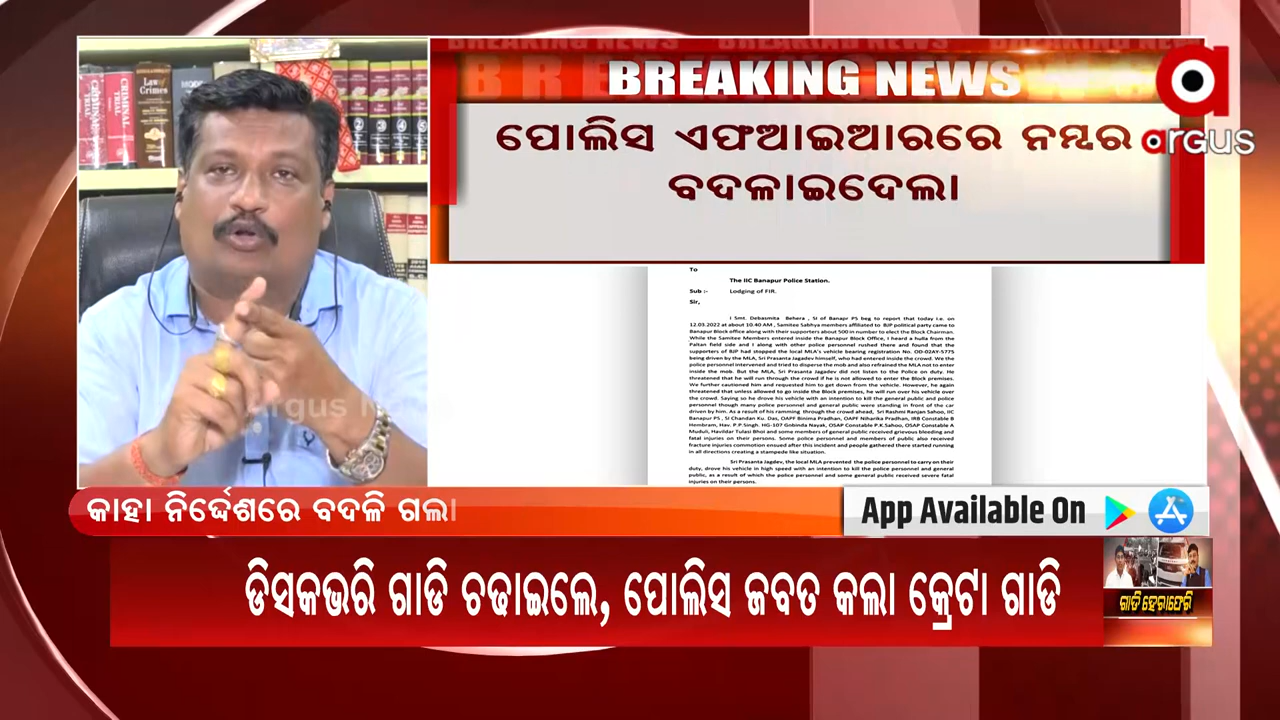 BREAKING NEWS
ପୋଲିସ ଏଫଆଇଆରରେ ନମ୍ବର
ବଦଳାଇଦେଲା
argus
Law of
Crimes
CRIMINAL
TRIAL
To
The IIC Banapur Police Station.
Sub :- Lodging of FIR.
Sir,
I Smt. Debasmita Behera , SI of Banapr PS beg to report that today i.e. on
12.03.2022 at about 10.40 AM , Samitee Sabhya members affiliated to BJP political party came to
Banapur Block office along with their supporters about 500 in number to elect the Block Chairman.
While the Samitee Members entered inside the Banapur Block Office, I heard a hulla from the
Paltan field side and I along with other police personnel rushed there and found that the
supporters of BJP had stopped the local MLA's vehicle bearing registration No. OD-02AY-5775
being driven by the MLA, Sri Prasanta Jagadev himself, who had entered inside the crowd. We the
police personnel intervened and tried to disperse the mob and also refrained the MLA not to enter
inside the mob. But the MLA, Sri Prasanta Jagadev did not listen to the Police on duty. He
threatened that he will run through the crowd if he is not allowed to enter the Block premises.
We further cautioned him and requested him to get down from the vehicle. However, he again
threatened that unless allowed to go inside the Block premises, he will run over his vehicle over
the crowd. Saying so he drove his vehicle with an intention to kill the general public and police
personnel though many police personnel and general public were standing in front of the car
driven by him. As a result of his ramming through the crowd ahead, Sri Rashmi Ranjan Sahoo, IIC
Banapur PS , SI Chandan Ku. Das, OAPF Binima Pradhan, OAPF Niharika Pradhan, IRB Constable B
Hembram, Hav. P.P.Singh, HG-107 Gobinda Nayak, OSAP Constable P.K.Sahoo, OSAP Constable A
Muduli, Havildar Tulasi Bhoi and some members of general public received grievous bleeding and
fatal injuries on their persons. Some police personnel and members of public also received
fracture injuries commotion ensued after this incident and people gathered there started running
in all directions creating a stampede like situation.
Sri Prasanta Jagdev, the local MLA prevented the police personnel to carry on their
duty, drove his vehicle in high speed with an intention to kill the police personnel and general
public, as a result of which the police personnel and some general public received severe fatal
injuries on their persons.
କାହା ନିର୍ଦ୍ଦେଶରେ ବଦଳି ଗଲା
App Available On
ଡିସକଭରି ଗାଡି ଚଢାଇଲେ, ପୋଲିସ ଜବତ କଲା କ୍ରେଟା ଗାଡି
ଗାଡି ହେରାଫେରି